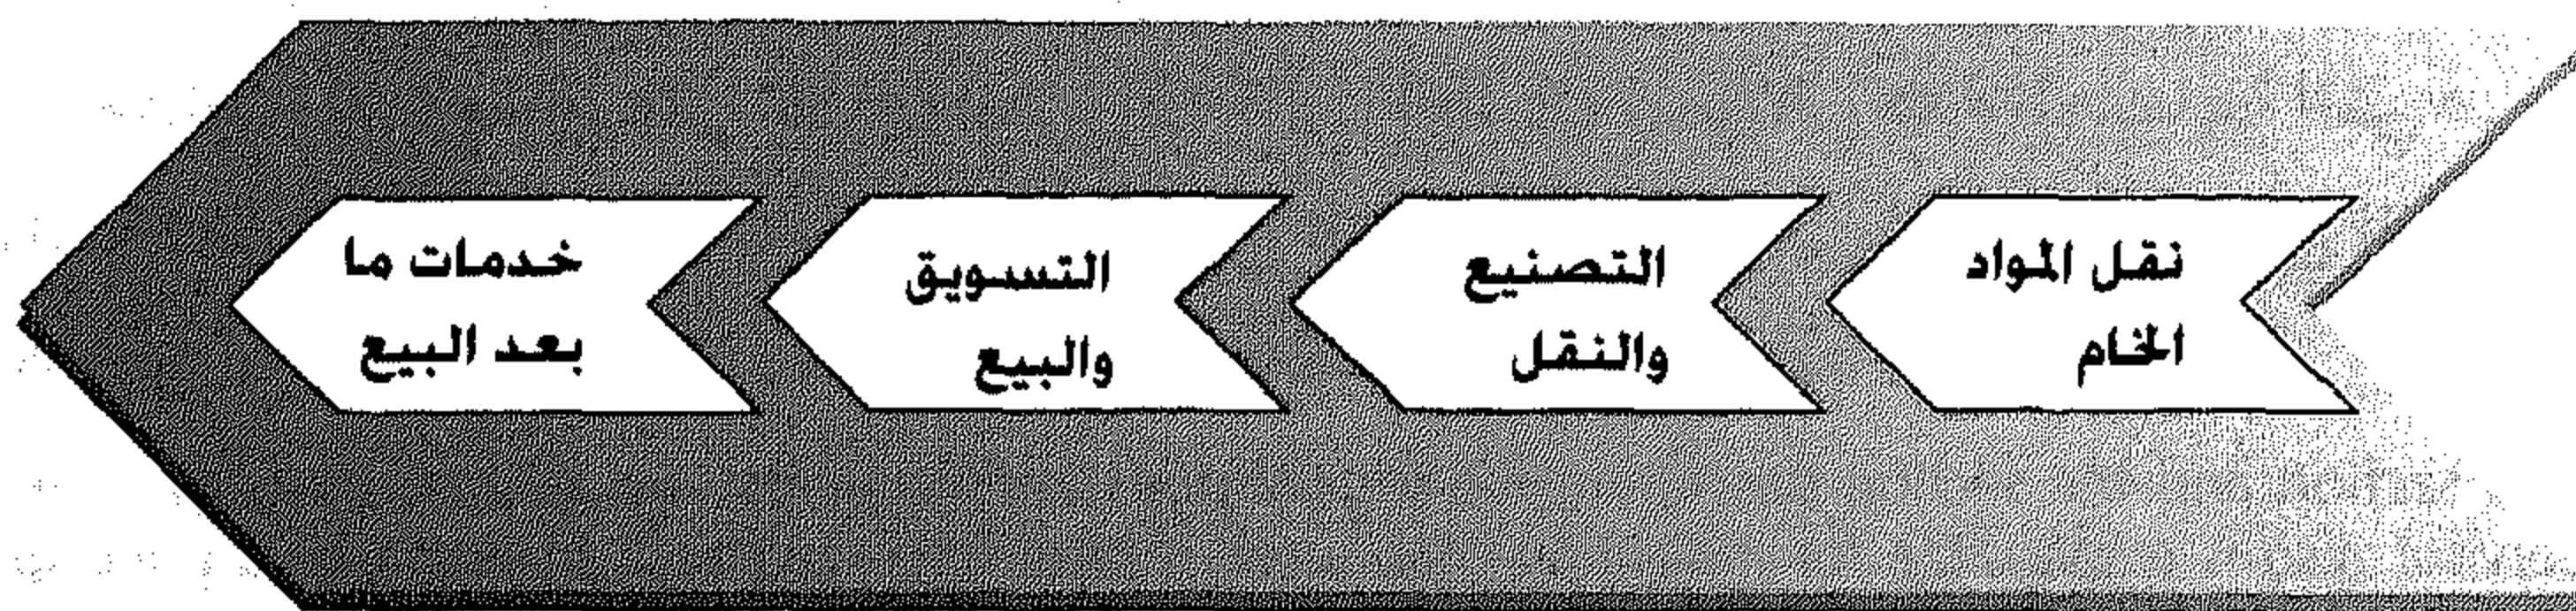 نقل المواد
الخام
التصنيع
والنقل
التسويق
والبيع
خدمات ما
بعد البيع